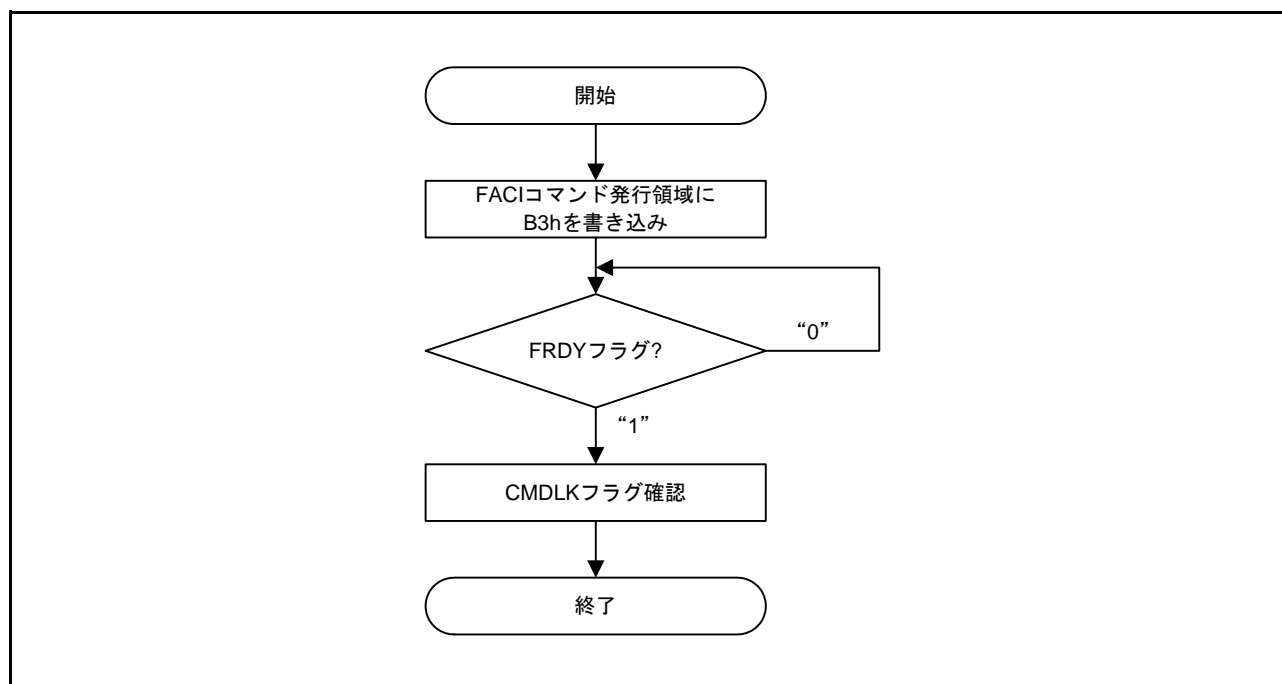 開始
FACIコマンド発行領域に
B3hを書き込み
FRDYフラグ?
“0”
“1”
CMDLKフラグ確認
終了